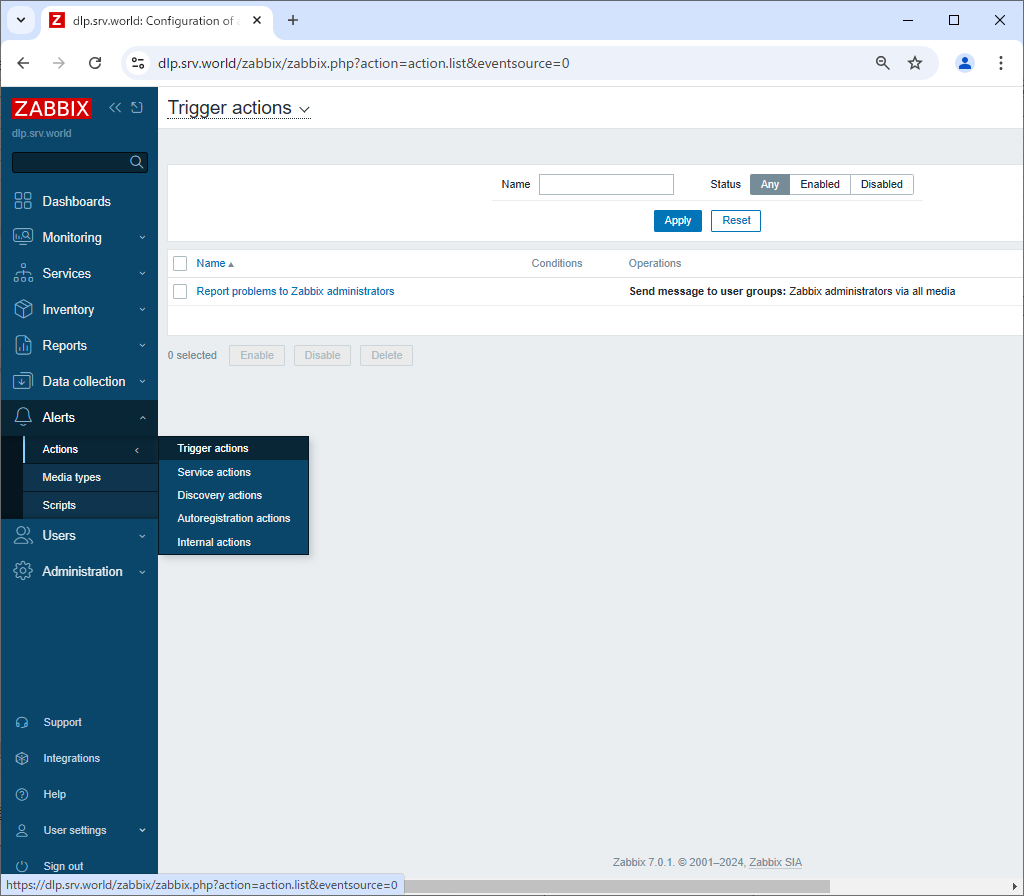 dlp.srv.world: Configuration of
dlp.srv.world/zabbix/zabbix.php?action=action.list&eventsource=0
ZABBIX
dlp.srv.world
Dashboards
Monitoring
Services
Inventory
Reports
Data collection
Alerts
Actions
Media types
Scripts
Trigger actions
Service actions
Discovery actions
Autoregistration actions
Internal actions
Users
Administration
Support
Integrations
Help
User settings
Sign out
Trigger actions
Name
Status Any Enabled Disabled
Apply Reset
Name Conditions Operations
Report problems to Zabbix administrators Send message to user groups: Zabbix administrators via all media
0 selected Enable Disable Delete
Zabbix 7.0.1. © 2001–2024, Zabbix SIA
https://dlp.srv.world/zabbix/zabbix.php?action=action.list&eventsource=0